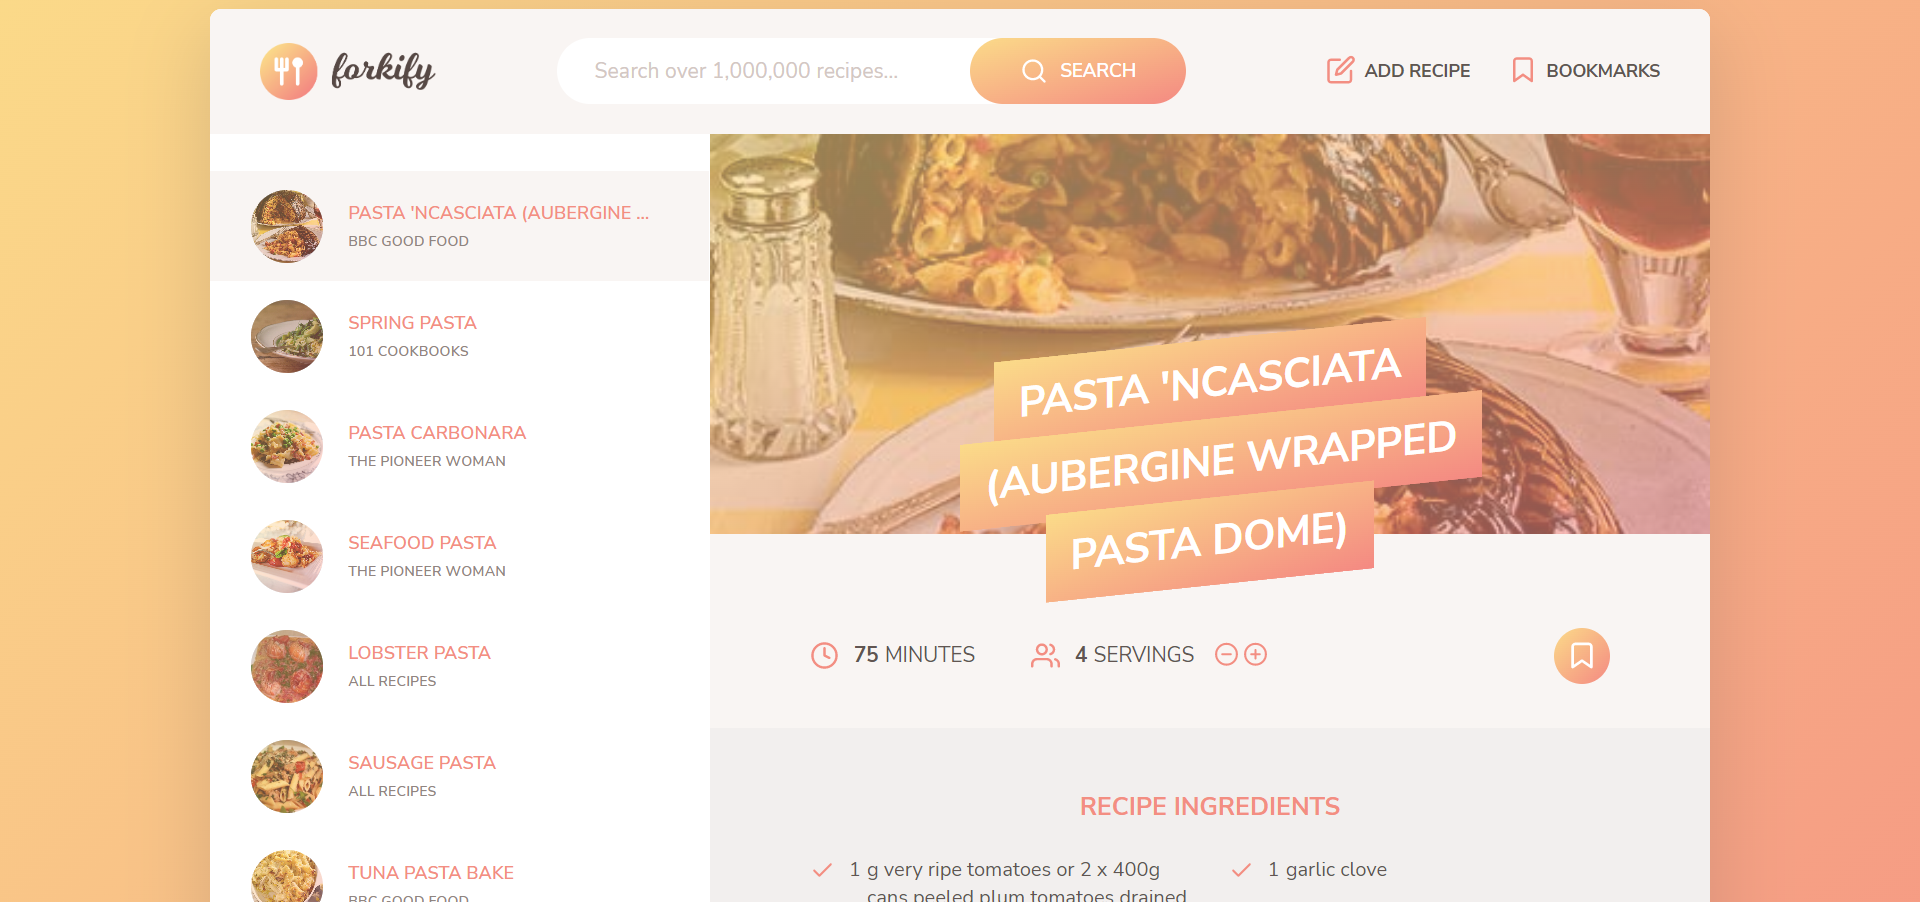 forkify
Search over 1,000,000 recipes...
SEARCH
ADD RECIPE
BOOKMARKS
PASTA 'NCASCIATA (AUBERGINE ...
BBC GOOD FOOD
SPRING PASTA
101 COOKBOOKS
PASTA CARBONARA
THE PIONEER WOMAN
SEAFOOD PASTA
THE PIONEER WOMAN
LOBSTER PASTA
ALL RECIPES
SAUSAGE PASTA
ALL RECIPES
TUNA PASTA BAKE
BBC GOOD FOOD
PASTA 'NCASCIATA
(AUBERGINE WRAPPED
PASTA DOME)
75 MINUTES
4 SERVINGS
RECIPE INGREDIENTS
1 g very ripe tomatoes or 2 x 400g
cans peeled plum tomatoes drained
1 garlic clove